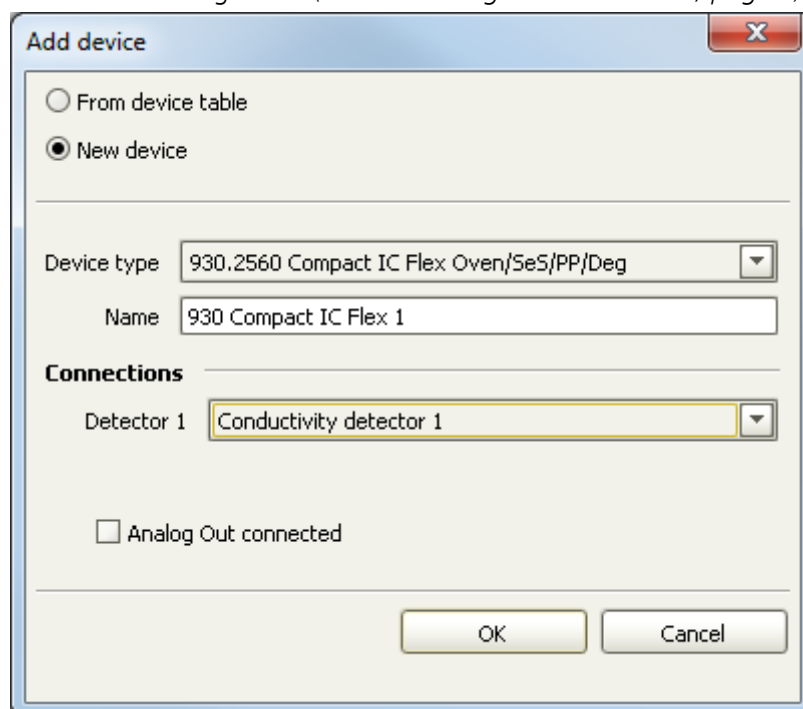 Add device
From device table
New device
Device type 930.2560 Compact IC Flex Oven/SeS/PP/Deg
Name 930 Compact IC Flex 1
Connections
Detector 1 Conductivity detector 1
Analog Out connected
OK Cancel